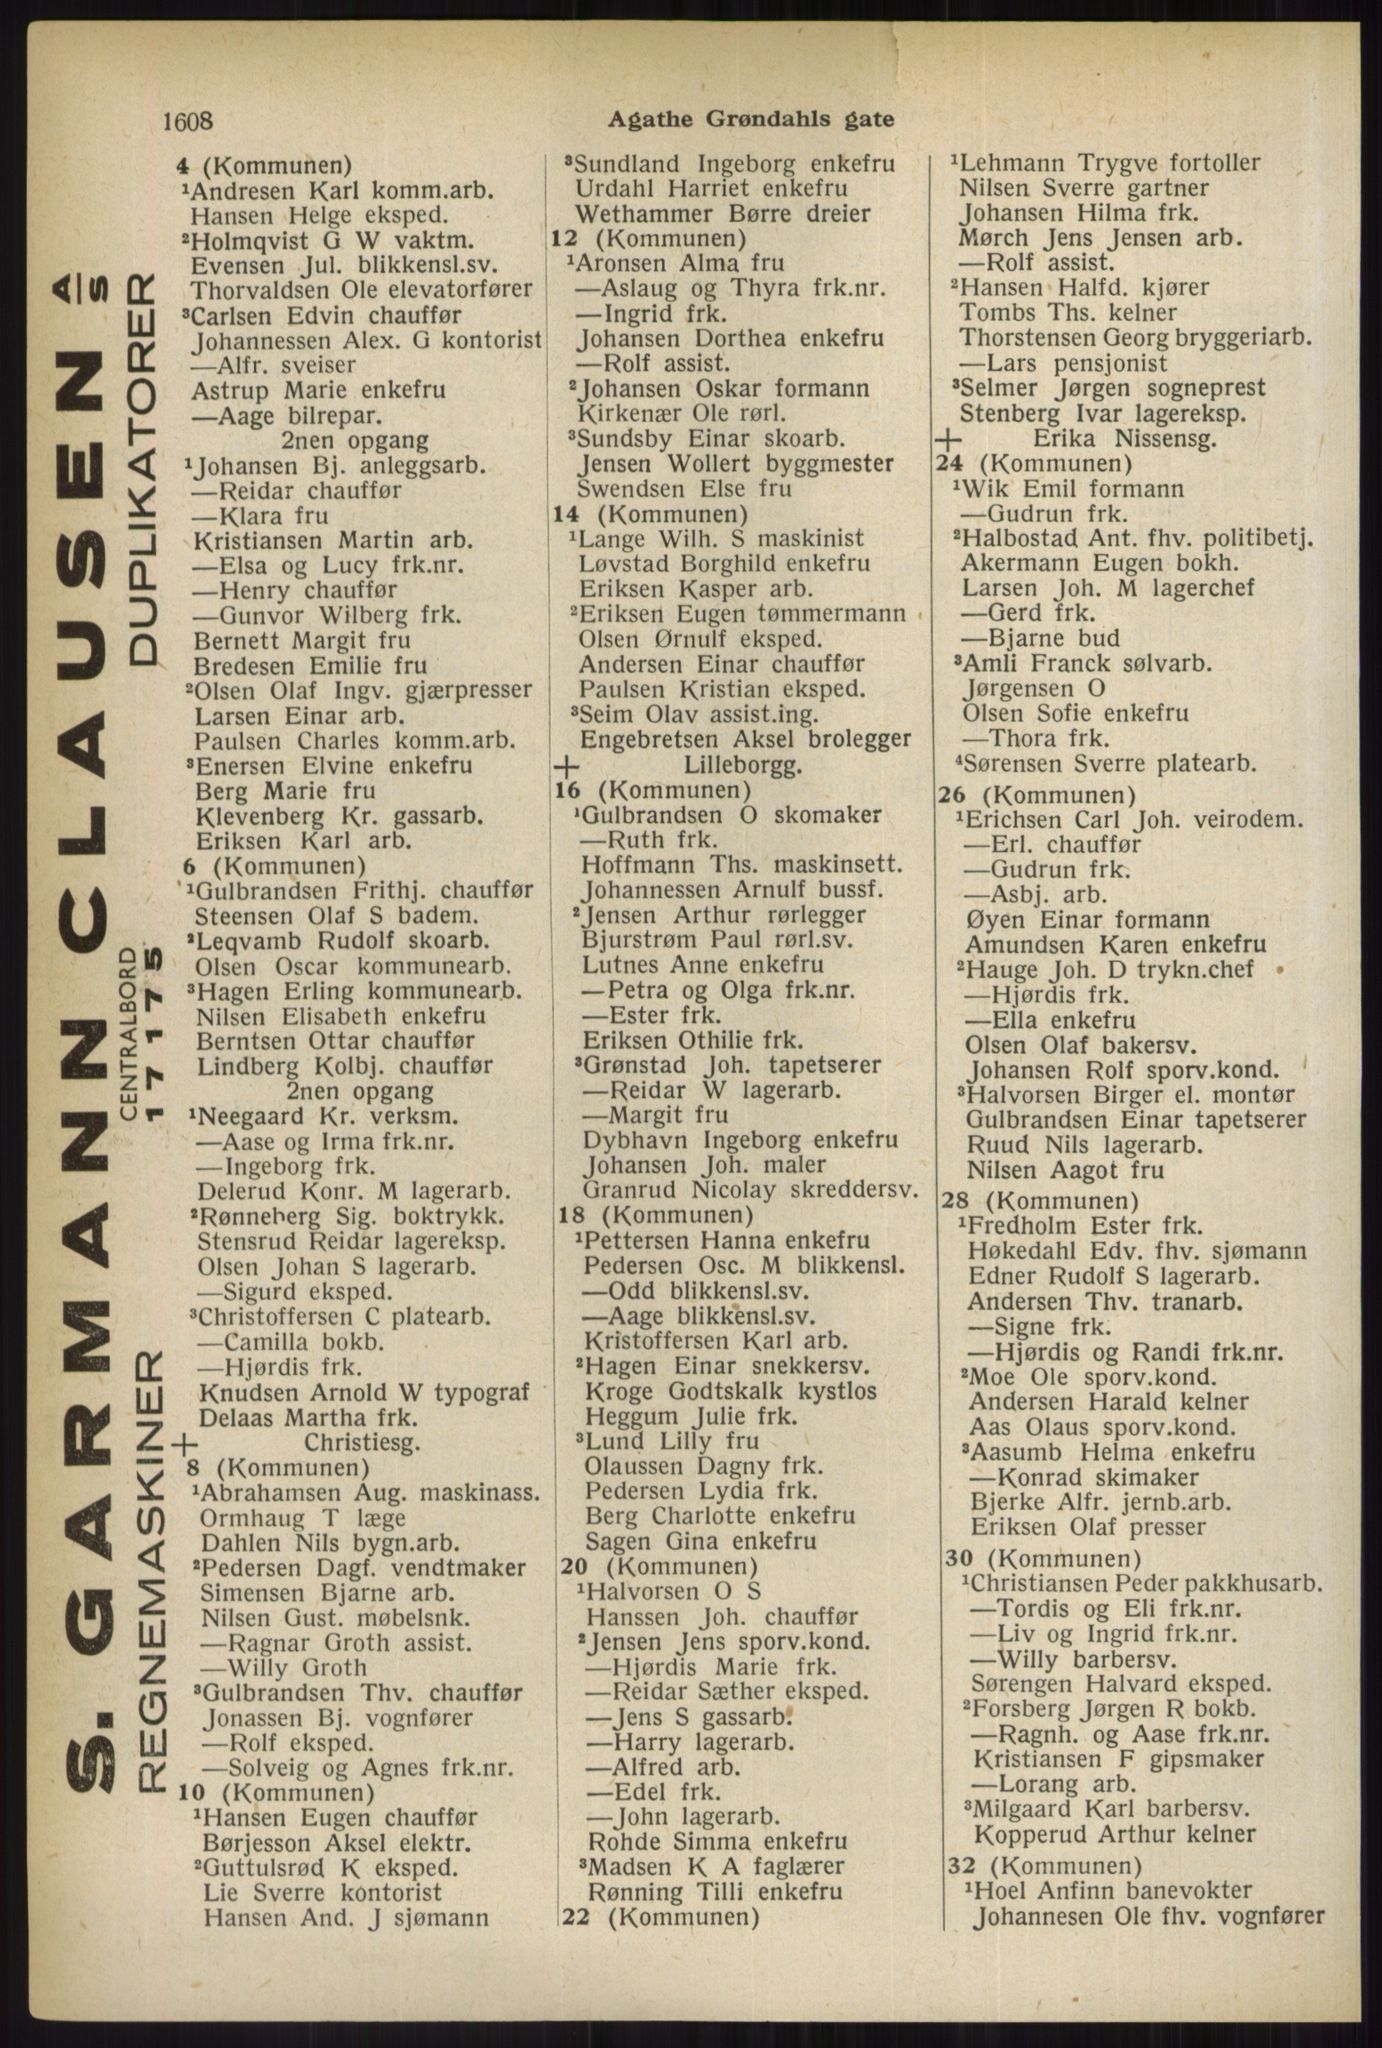 1608
Agathe Grøndahls gate
S. GARMANN CLAUSEN A/S
REGNEMASKINER
CENTRALBORD
17175
DUPLIKATORER
4 (Kommunen)
¹Andresen Karl komm.arb.
Hansen Helge eksped.
²Holmqvist G W vaktm.
Evensen Jul. blikkensl.sv.
Thorvaldsen Ole elevatorfører
³Carlsen Edvin chauffør
Johannessen Alex. G kontorist
—Alfr. sveiser
Astrup Marie enkefru
—Aage bilrepar.
2nen opgang
¹Johansen Bj. anleggsarb.
—Reidar chauffør
—Klara fru
Kristiansen Martin arb.
—Elsa og Lucy frk.nr.
—Henry chauffør
—Gunvor Wilberg frk.
Bernett Margit fru
Bredesen Emilie fru
²Olsen Olaf Ingv. gjærpresser
Larsen Einar arb.
Paulsen Charles komm.arb.
³Enersen Elvine enkefru
Berg Marie fru
Klevenberg Kr. gassarb.
Eriksen Karl arb.
6 (Kommunen)
¹Gulbrandsen Frithj. chauffør
Steensen Olaf S badem.
²Leqvamb Rudolf skoarb.
Olsen Oscar kommunearb.
³Hagen Erling kommunearb.
Nilsen Elisabeth enkefru
Berntsen Ottar chauffør
Lindberg Kolbj. chauffør
2nen opgang
¹Neegaard Kr. verksm.
—Aase og Irma frk.nr.
—Ingeborg frk.
Delerud Konr. M lagerarb.
²Rønneberg Sig. boktrykk.
Stensrud Reidar lagereksp.
Olsen Johan S lagerarb.
—Sigurd eksped.
³Christoffersen C platearb.
—Camilla bokb.
—Hjørdis frk.
Knudsen Arnold W typograf
Delaas Martha frk.
+ Christiesg.
8 (Kommunen)
¹Abrahamsen Aug. maskinass.
Ormhaug T læge
Dahlen Nils bygn.arb.
²Pedersen Dagf. vendtmaker
Simensen Bjarne arb.
Nilsen Gust. møbelsnk.
—Ragnar Groth assist.
—Willy Groth
³Gulbrandsen Thv. chauffør
Jonassen Bj. vognfører
—Rolf eksped.
—Solveig og Agnes frk.nr.
10 (Kommunen)
¹Hansen Eugen chauffør
Børjesson Aksel elektr.
²Guttulsrød K eksped.
Lie Sverre kontorist
Hansen And. J sjømann
³Sundland Ingeborg enkefru
Urdahl Harriet enkefru
Wethammer Børre dreier
12 (Kommunen)
¹Aronsen Alma fru
—Aslaug og Thyra frk.nr.
—Ingrid frk.
Johansen Dorthea enkefru
—Rolf assist.
²Johansen Oskar formann
Kirkenær Ole rørl.
³Sundsby Einar skoarb.
Jensen Wollert byggmester
Swendsen Else fru
14 (Kommunen)
¹Lange Wilh. S maskinist
Løvstad Borghild enkefru
Eriksen Kasper arb.
²Eriksen Eugen tømmermann
Olsen Ørnulf eksped.
Andersen Einar chauffør
Paulsen Kristian eksped.
³Seim Olav assist.ing.
Engebretsen Aksel brolegger
+ Lilleborgg.
16 (Kommunen)
¹Gulbrandsen O skomaker
—Ruth frk.
Hoffmann Ths. maskinsett.
Johannessen Arnulf bussf.
²Jensen Arthur rørlegger
Bjurstrøm Paul rørl.sv.
Lutnes Anne enkefru
—Petra og Olga frk.nr.
—Ester frk.
Eriksen Othilie frk.
³Grønstad Joh. tapetserer
—Reidar W lagerarb.
—Margit fru
Dybhavn Ingeborg enkefru
Johansen Joh. maler
Granrud Nicolay skreddersv.
18 (Kommunen)
¹Pettersen Hanna enkefru
Pedersen Osc. M blikkensl.
—Odd blikkensl.sv.
—Aage blikkensl.sv.
Kristoffersen Karl arb.
²Hagen Einar snekkersv.
Kroge Godtskalk kystlos
Heggum Julie frk.
³Lund Lilly fru
Olaussen Dagny frk.
Pedersen Lydia frk.
Berg Charlotte enkefru
Sagen Gina enkefru
20 (Kommunen)
¹Halvorsen O S
Hanssen Joh. chauffør
²Jensen Jens sporv.kond.
—Hjørdis Marie frk.
—Reidar Sæther eksped.
—Jens S gassarb.
—Harry lagerarb.
—Alfred arb.
—Edel frk.
—John lagerarb.
Rohde Simma enkefru
³Madsen K A faglærer
Rønning Tilli enkefru
22 (Kommunen)
¹Lehmann Trygve fortoller
Nilsen Sverre gartner
Johansen Hilma frk.
Mørch Jens Jensen arb.
—Rolf assist.
²Hansen Halfd. kjører
Tombs Ths. kelner
Thorstensen Georg bryggeriarb.
—Lars pensjonist
³Selmer Jørgen sogneprest
Stenberg Ivar lagereksp.
+ Erika Nissensg.
24 (Kommunen)
¹Wik Emil formann
—Gudrun frk.
²Halbostad Ant. fhv. politibetj.
Akermann Eugen bokh.
Larsen Joh. M lagerchef
—Gerd frk.
—Bjarne bud
³Amli Franck sølvarb.
Jørgensen O
Olsen Sofie enkefru
—Thora frk.
⁴Sørensen Sverre platearb.
26 (Kommunen)
¹Erichsen Carl Joh. veirodem.
—Erl. chauffør
—Gudrun frk.
—Asbj. arb.
Øyen Einar formann
Amundsen Karen enkefru
²Hauge Joh. D trykn.chef
—Hjørdis frk.
—Ella enkefru
Olsen Olaf bakersv.
Johansen Rolf sporv.kond.
³Halvorsen Birger el. montør
Gulbrandsen Einar tapetserer
Ruud Nils lagerarb.
Nilsen Aagot fru
28 (Kommunen)
¹Fredholm Ester frk.
Høkedahl Edv. fhv. sjømann
Edner Rudolf S lagerarb.
Andersen Thv. tranarb.
—Signe frk.
—Hjørdis og Randi frk.nr.
²Moe Ole sporv.kond.
Andersen Harald kelner
Aas Olaus sporv.kond.
³Aasumb Helma enkefru
—Konrad skimaker
Bjerke Alfr. jernb.arb.
Eriksen Olaf presser
30 (Kommunen)
¹Christiansen Peder pakkhusarb.
—Tordis og Eli frk.nr.
—Liv og Ingrid frk.nr.
—Willy barbersv.
Sørengen Halvard eksped.
²Forsberg Jørgen R bokb.
—Ragnh. og Aase frk.nr.
Kristiansen F gipsmaker
—Lorang arb.
³Milgaard Karl barbersv.
Kopperud Arthur kelner
32 (Kommunen)
¹Hoel Anfinn banevokter
Johannesen Ole fhv. vognfører